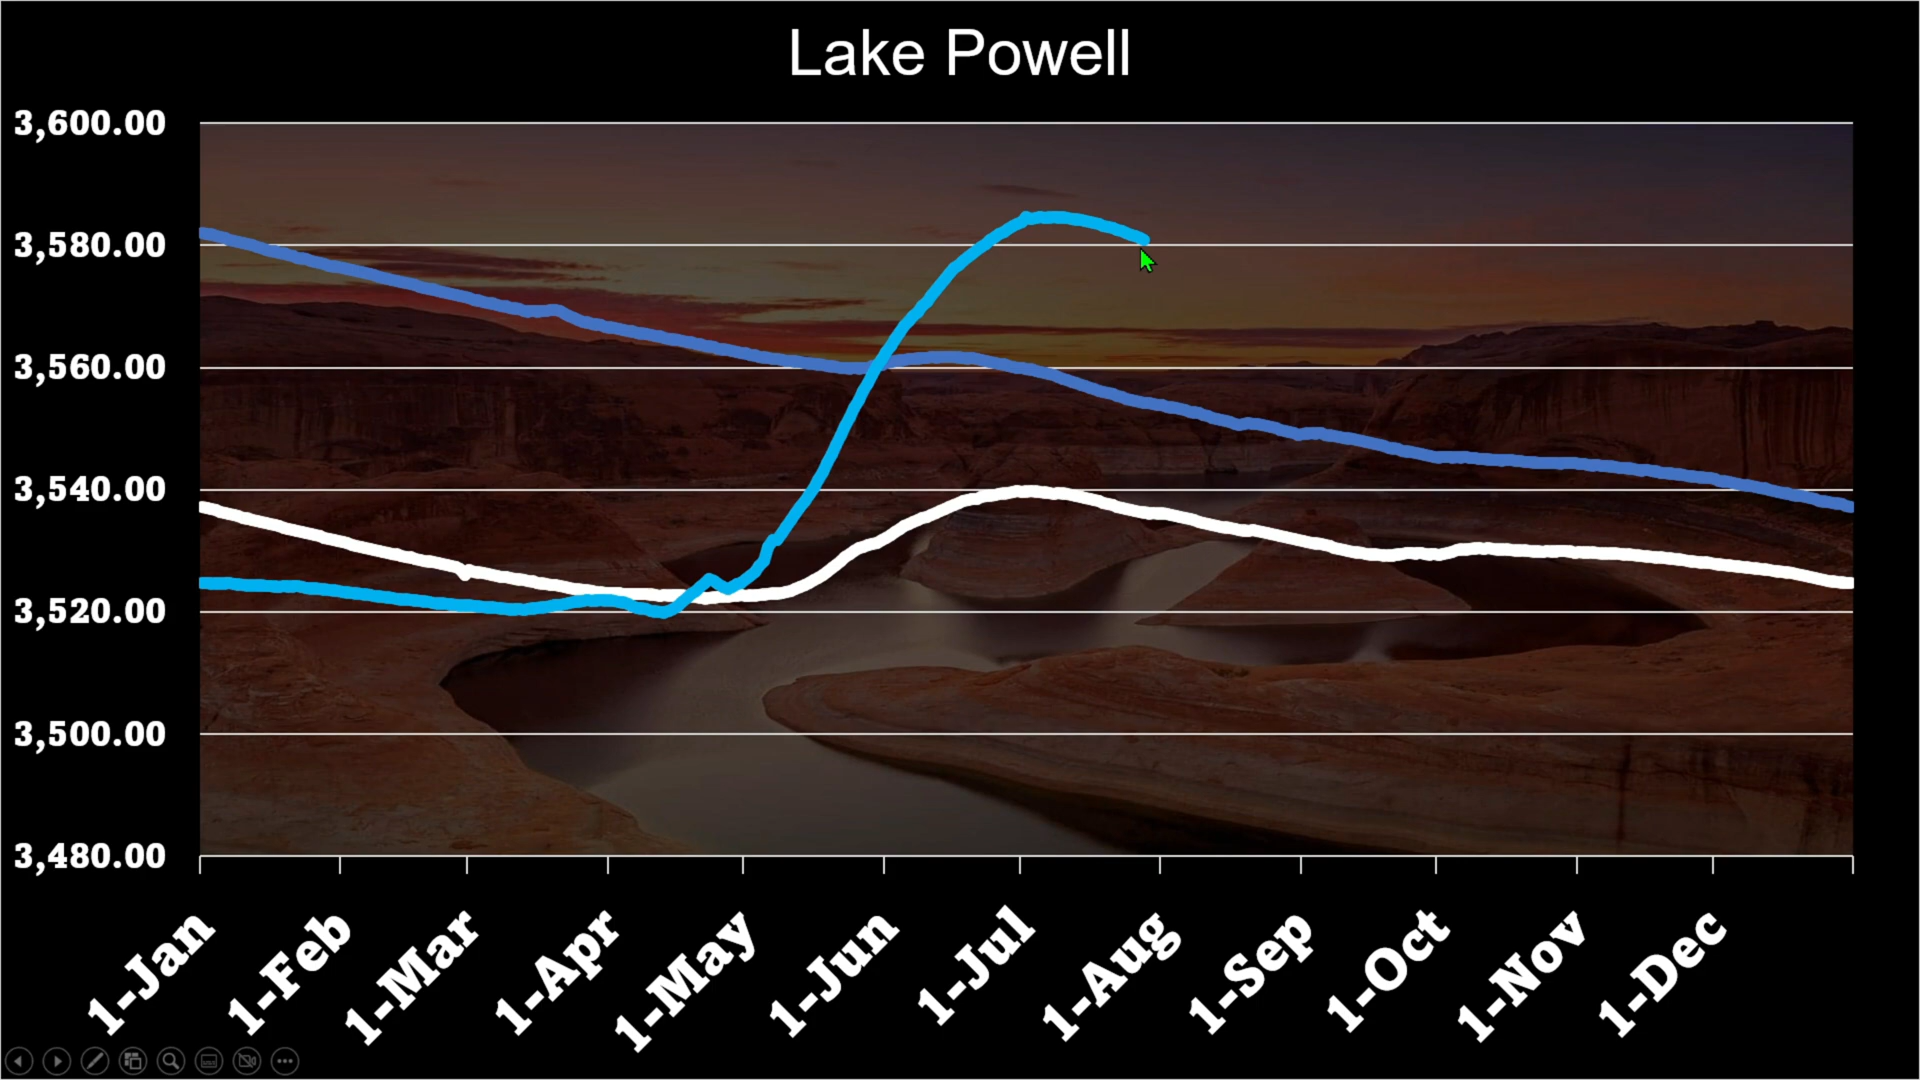 Lake Powell
3,600.00
3,580.00
3,560.00
3,540.00
3,520.00
3,500.00
3,480.00
1-Jan
1-Feb
1-Mar
1-Apr
1-May
1-Jun
1-Jul
1-Aug
1-Sep
1-Oct
1-Nov
1-Dec